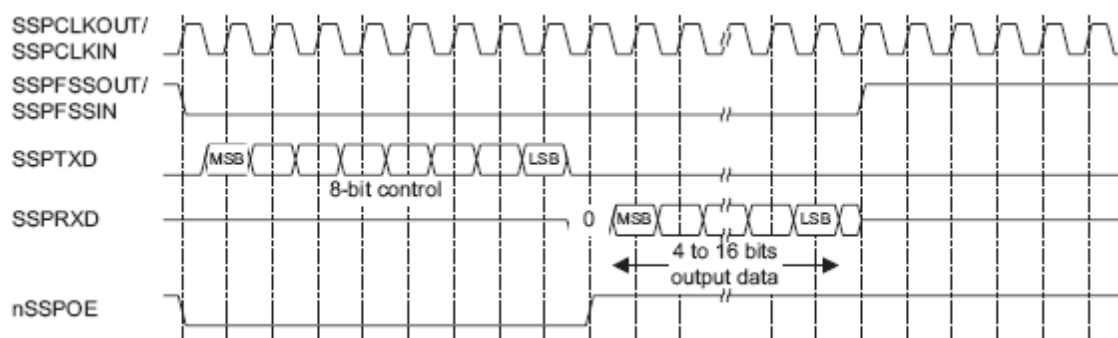 SSPCLKOUT/
SSPCLKIN
SSPFSSOUT/
SSPFSSIN
SSPTXD
MSB
LSB
8-bit control
SSPRXD
0
MSB
LSB
4 to 16 bits
output data
nSSPOE